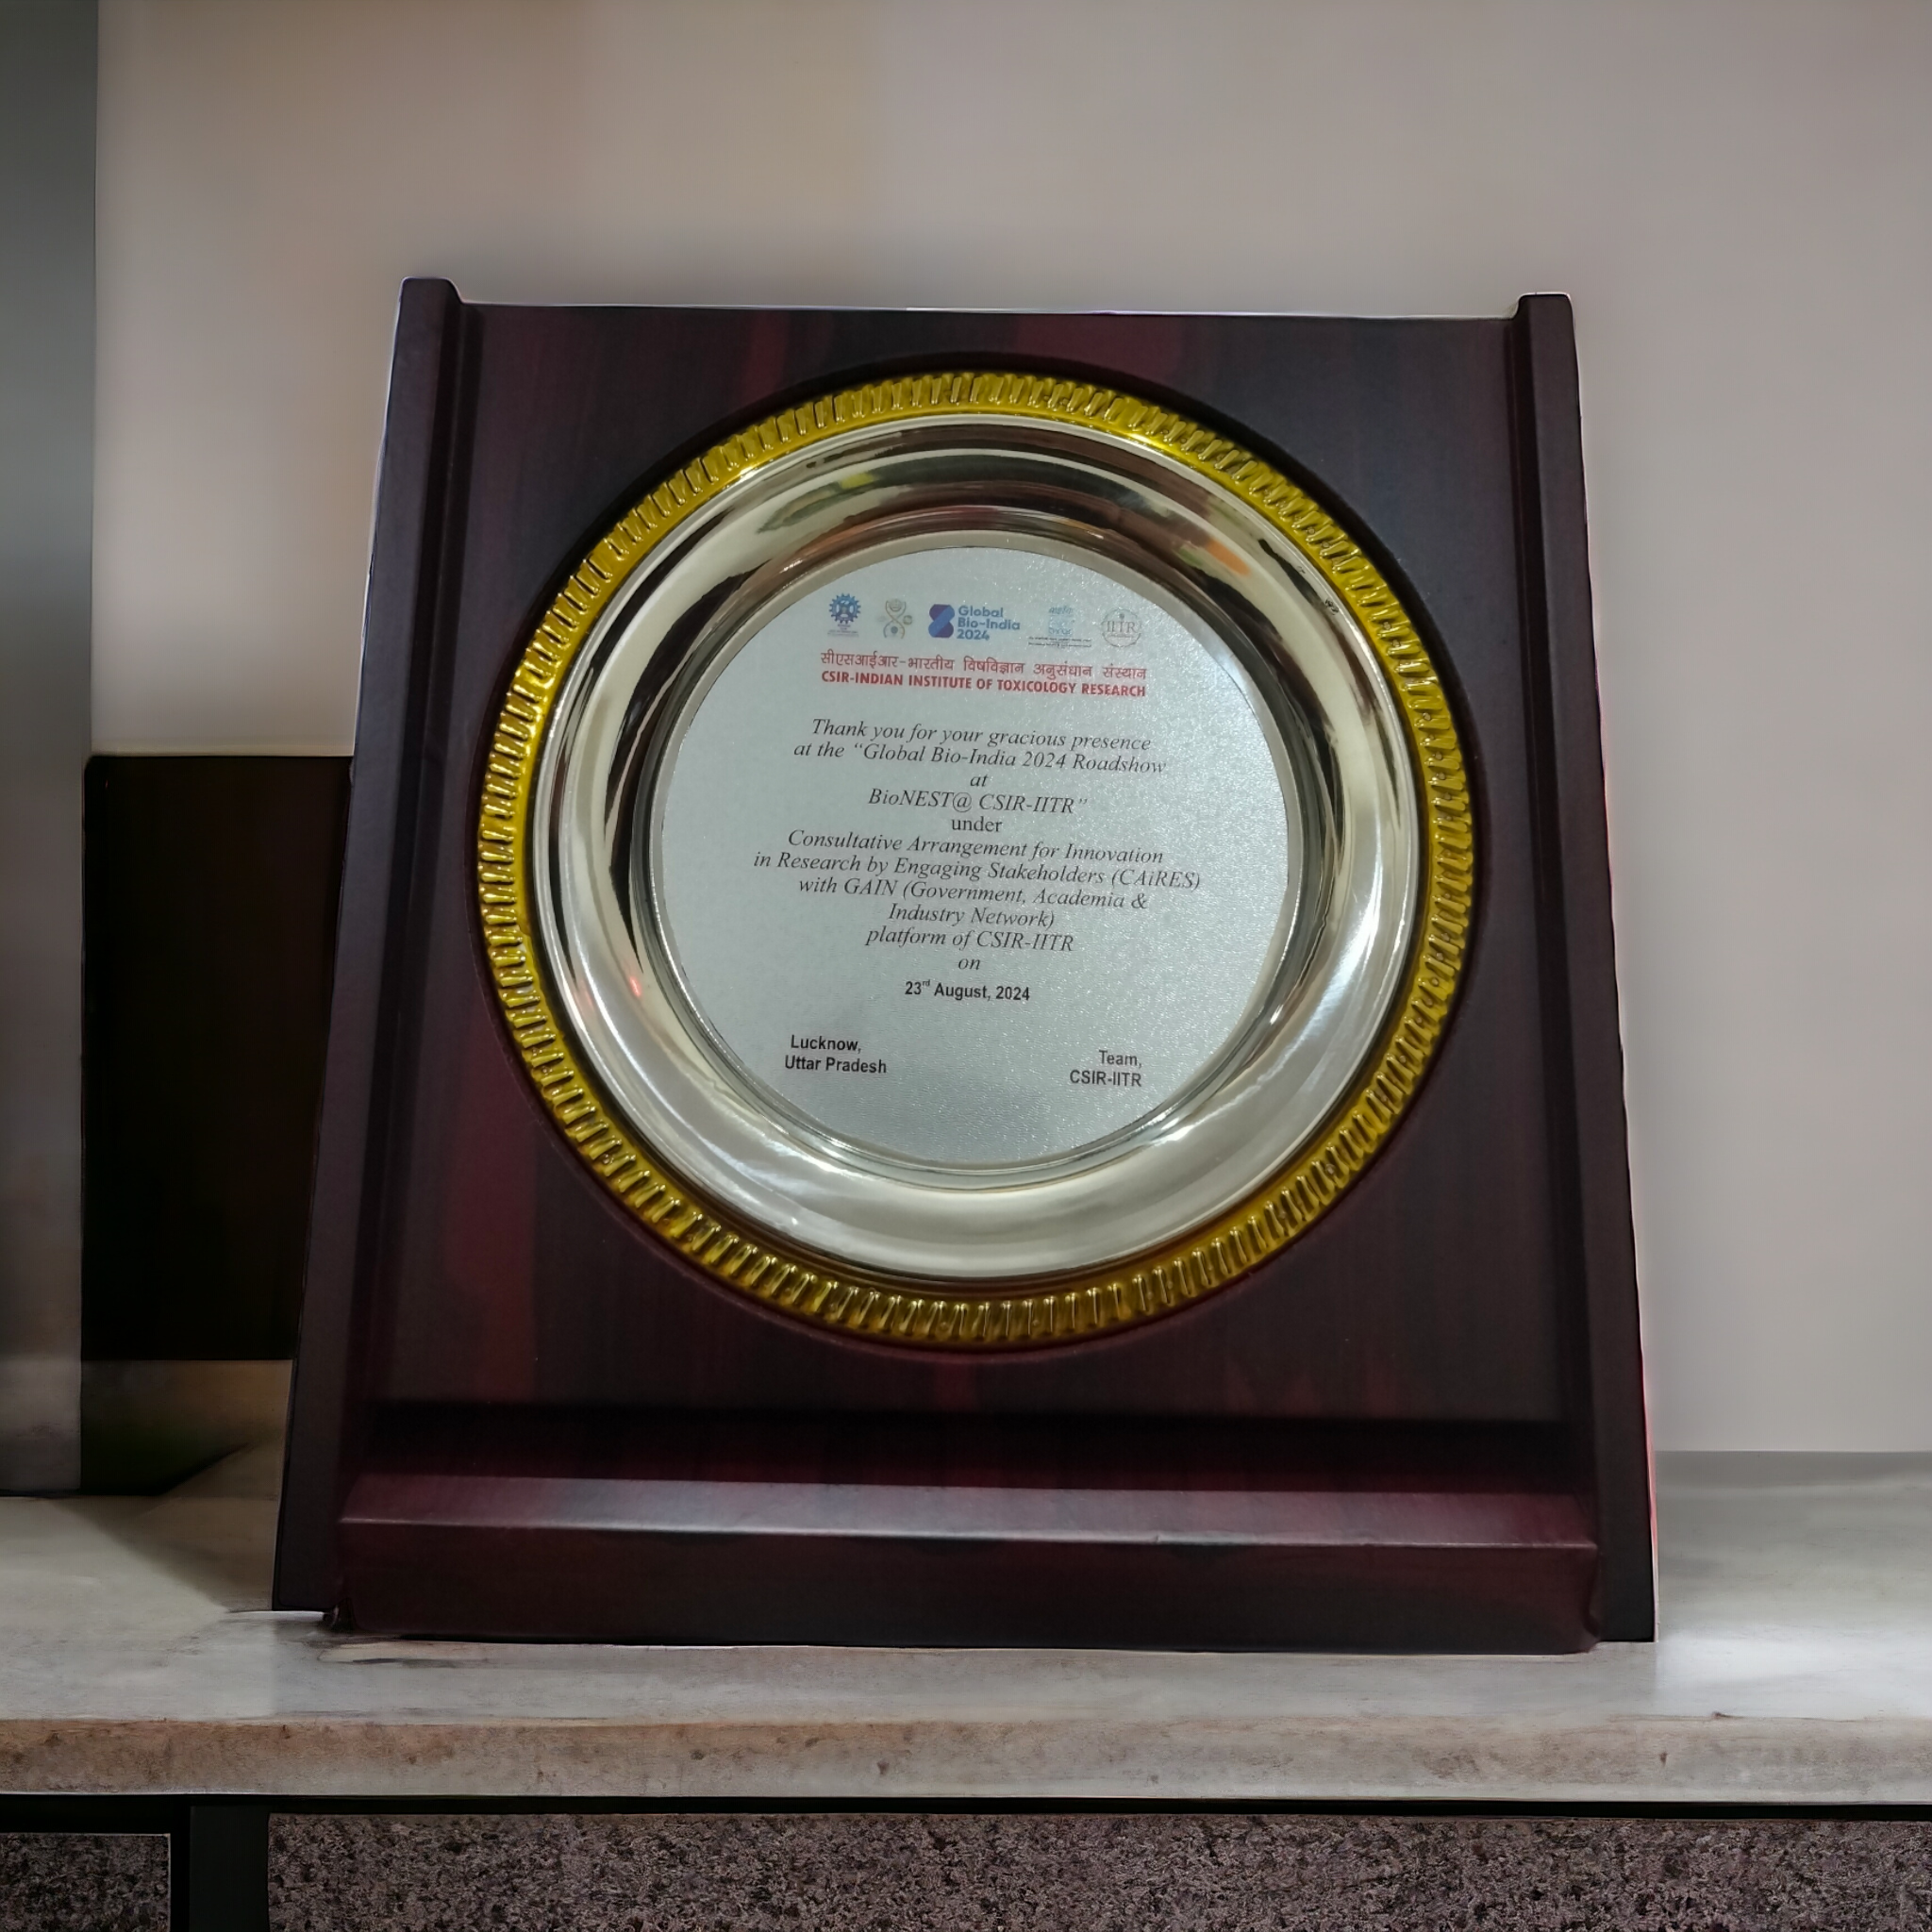 Global
Bio-India
2024
IITR
सीएसआईआर-भारतीय विषविज्ञान अनुसंधान संस्थान
CSIR-INDIAN INSTITUTE OF TOXICOLOGY RESEARCH
Thank you for your gracious presence
at the “Global Bio-India 2024 Roadshow
at
BioNEST@ CSIR-IITR”
under
Consultative Arrangement for Innovation
in Research by Engaging Stakeholders (CAiRES)
with GAIN (Government, Academia &
Industry Network)
platform of CSIR-IITR
on
23rd August, 2024
Lucknow,
Uttar Pradesh
Team,
CSIR-IITR